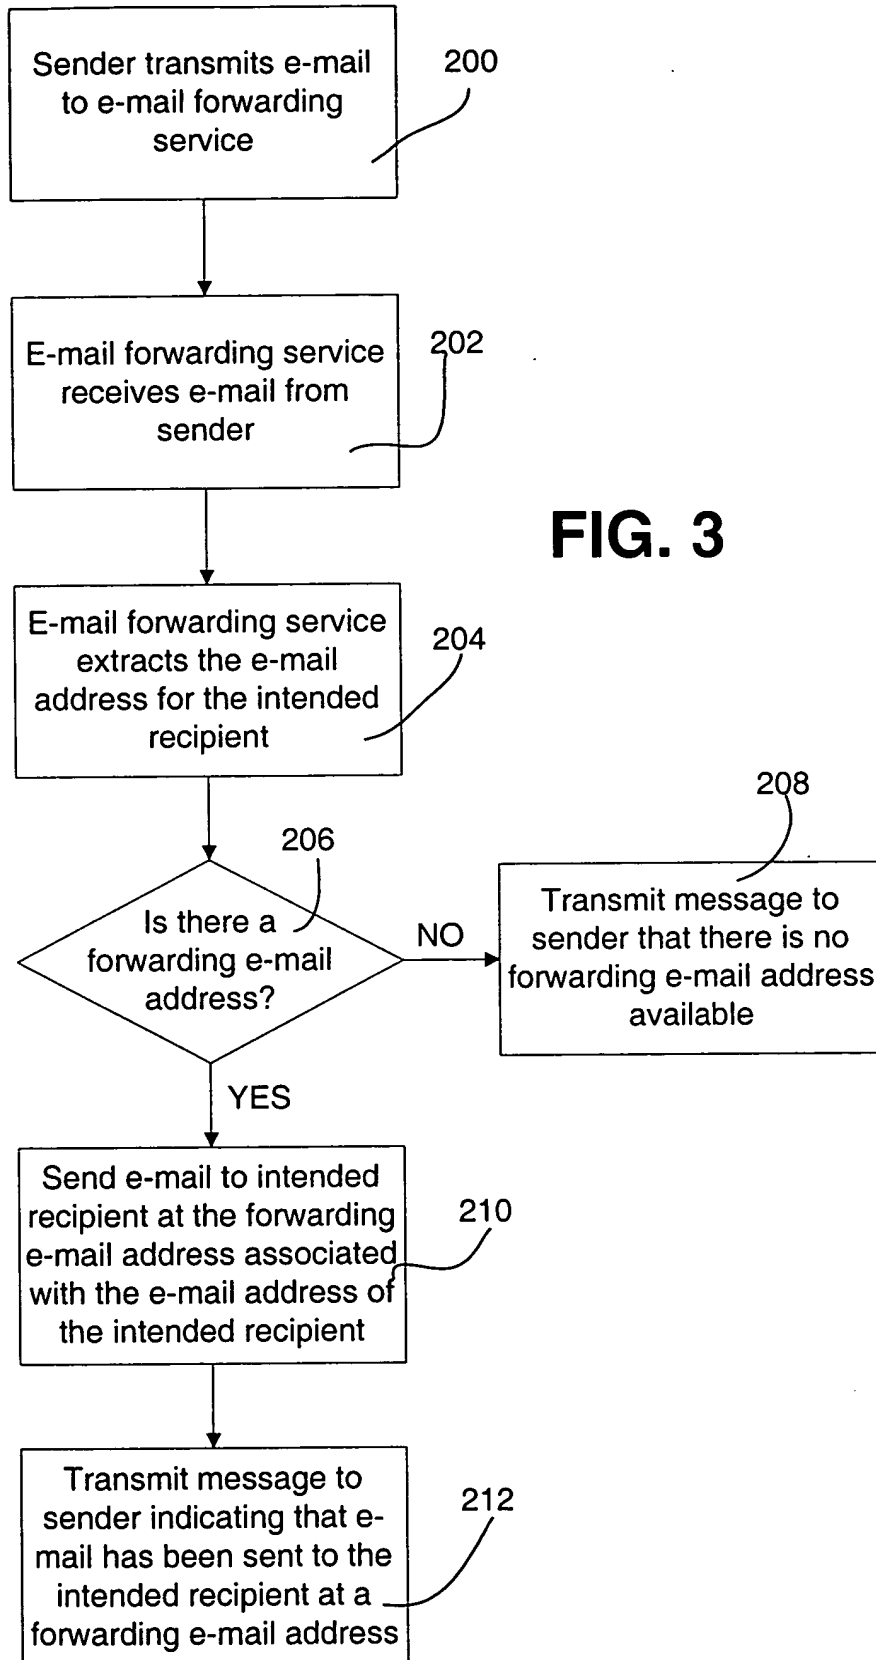 Sender transmits e-mail
to e-mail forwarding
service
200
E-mail forwarding service
receives e-mail from
sender
202
FIG. 3
E-mail forwarding service
extracts the e-mail
address for the intended
recipient
204
206
Is there a
forwarding e-mail
address?
NO
208
Transmit message to
sender that there is no
forwarding e-mail address
available
YES
Send e-mail to intended
recipient at the forwarding
e-mail address associated
with the e-mail address of
the intended recipient
210
Transmit message to
sender indicating that e-
mail has been sent to the
intended recipient at a
forwarding e-mail address
212